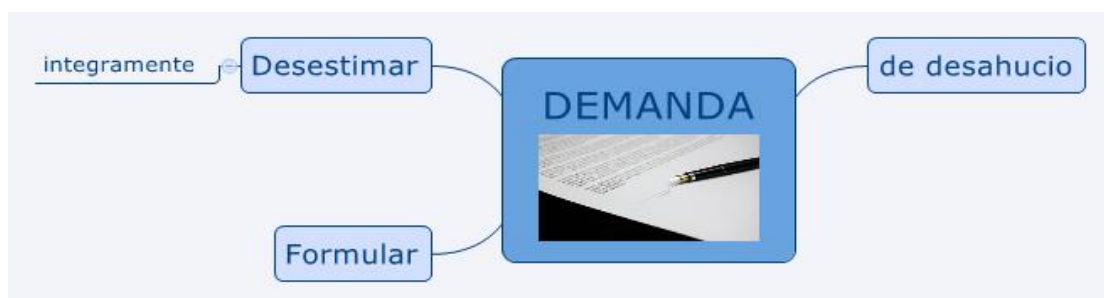 integramente
Desestimar
DEMANDA
de desahucio
Formular